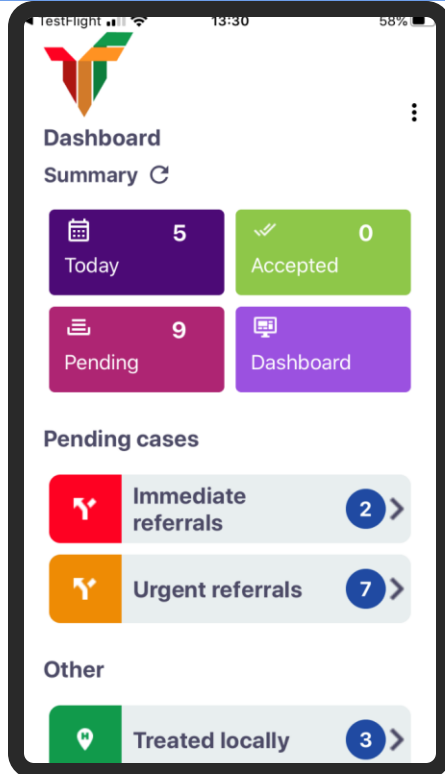 TestFlight 13:30 58%
Dashboard
Summary
5
Today
0
Accepted
9
Pending
Dashboard
Pending cases
Immediate
referrals
2
Urgent referrals
7
Other
H
Treated locally
3